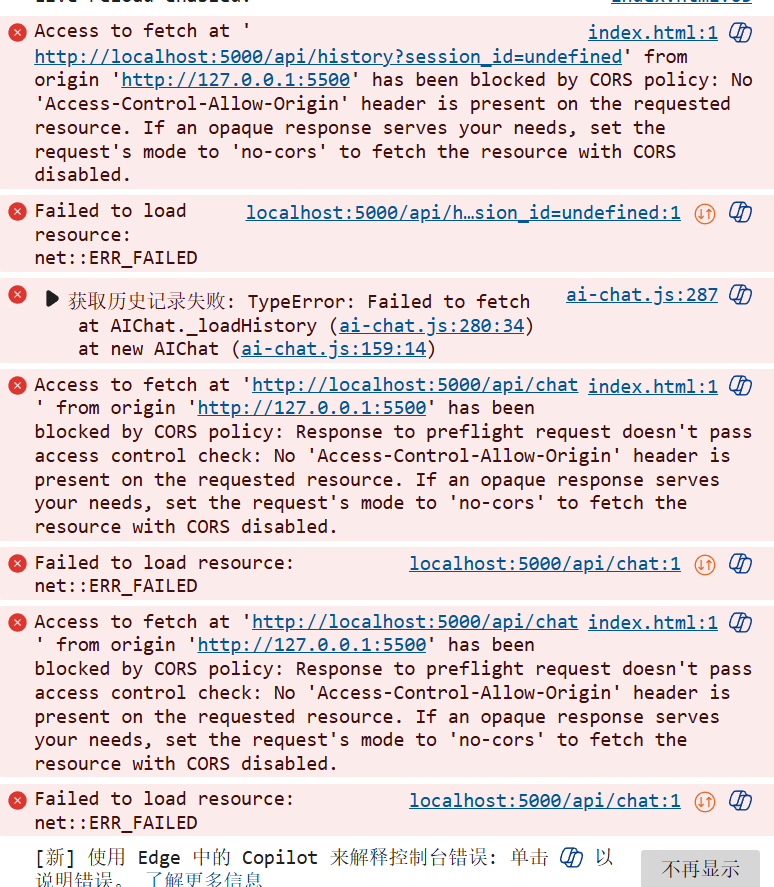 index.html:1
Access to fetch at '
http://localhost:5000/api/history?session_id=undefined' from
origin 'http://127.0.0.1:5500' has been blocked by CORS policy: No
'Access-Control-Allow-Origin' header is present on the requested
resource. If an opaque response serves your needs, set the
request's mode to 'no-cors' to fetch the resource with CORS
disabled.
Failed to load localhost:5000/api/h…sion_id=undefined:1
resource:
net::ERR_FAILED
获取历史记录失败: TypeError: Failed to fetch ai-chat.js:287
at AIChat._loadHistory (ai-chat.js:280:34)
at new AIChat (ai-chat.js:159:14)
Access to fetch at 'http://localhost:5000/api/chat index.html:1
' from origin 'http://127.0.0.1:5500' has been
blocked by CORS policy: Response to preflight request doesn't pass
access control check: No 'Access-Control-Allow-Origin' header is
present on the requested resource. If an opaque response serves
your needs, set the request's mode to 'no-cors' to fetch the
resource with CORS disabled.
Failed to load resource: localhost:5000/api/chat:1
net::ERR_FAILED
Access to fetch at 'http://localhost:5000/api/chat index.html:1
' from origin 'http://127.0.0.1:5500' has been
blocked by CORS policy: Response to preflight request doesn't pass
access control check: No 'Access-Control-Allow-Origin' header is
present on the requested resource. If an opaque response serves
your needs, set the request's mode to 'no-cors' to fetch the
resource with CORS disabled.
Failed to load resource: localhost:5000/api/chat:1
net::ERR_FAILED
[新] 使用 Edge 中的 Copilot 来解释控制台错误: 单击 以
说明错误。 了解更多信息
不再显示